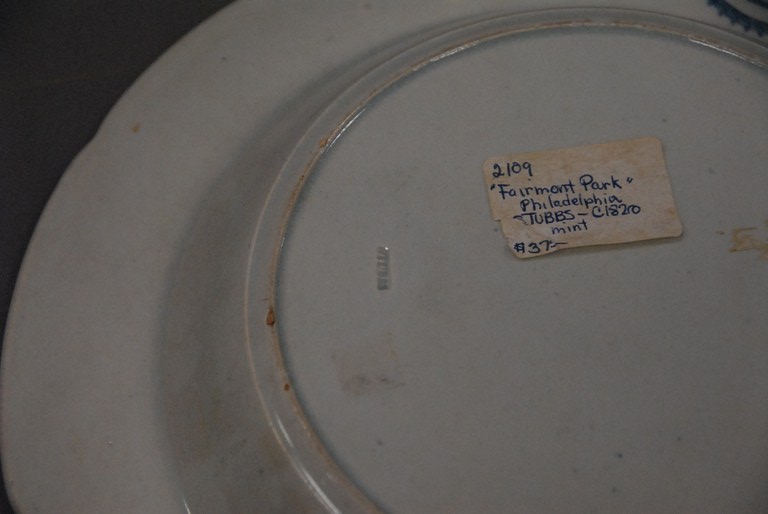 2109
"Fairmont Park"
Philadelphia
TUBBS - C1820
mint
$37-